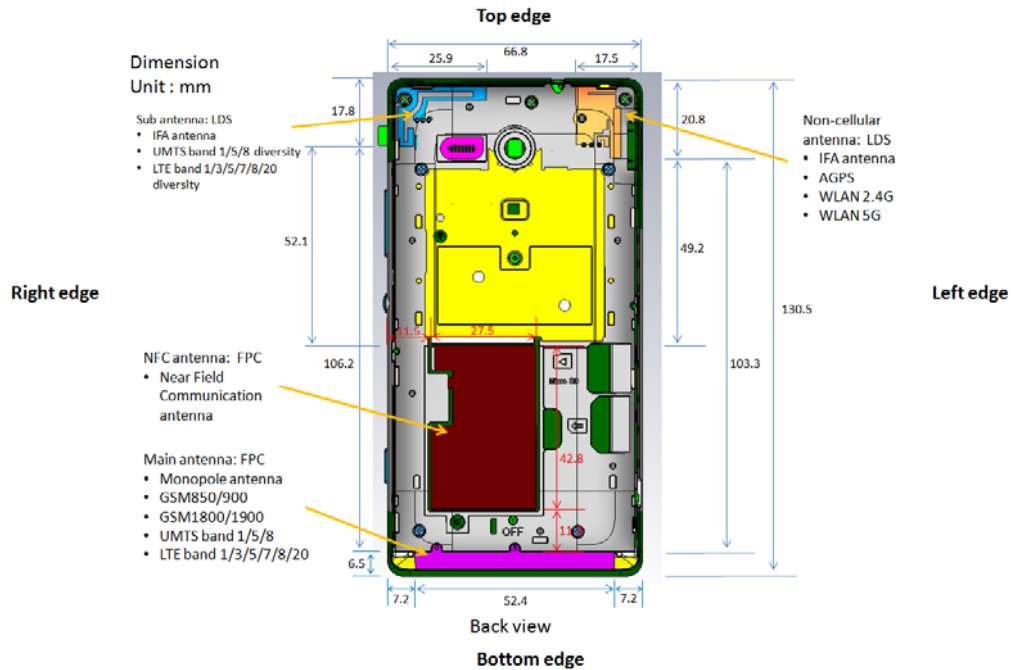 Top edge
66.8
25.9
17.5
Dimension
Unit : mm
17.8
20.8
Sub antenna: LDS
• IFA antenna
• UMTS band 1/5/8 diversity
• LTE band 1/3/5/7/8/20
diversity
Non-cellular
antenna: LDS
• IFA antenna
• AGPS
• WLAN 2.4G
• WLAN 5G
52.1
49.2
Right edge
Left edge
130.5
11.5
27.5
NFC antenna: FPC
• Near Field
Communication
antenna
106.2
103.3
Micro SD
42.8
Main antenna: FPC
• Monopole antenna
• GSM850/900
• GSM1800/1900
• UMTS band 1/5/8
• LTE band 1/3/5/7/8/20
OFF
6.5
7.2
52.4
7.2
Back view
Bottom edge